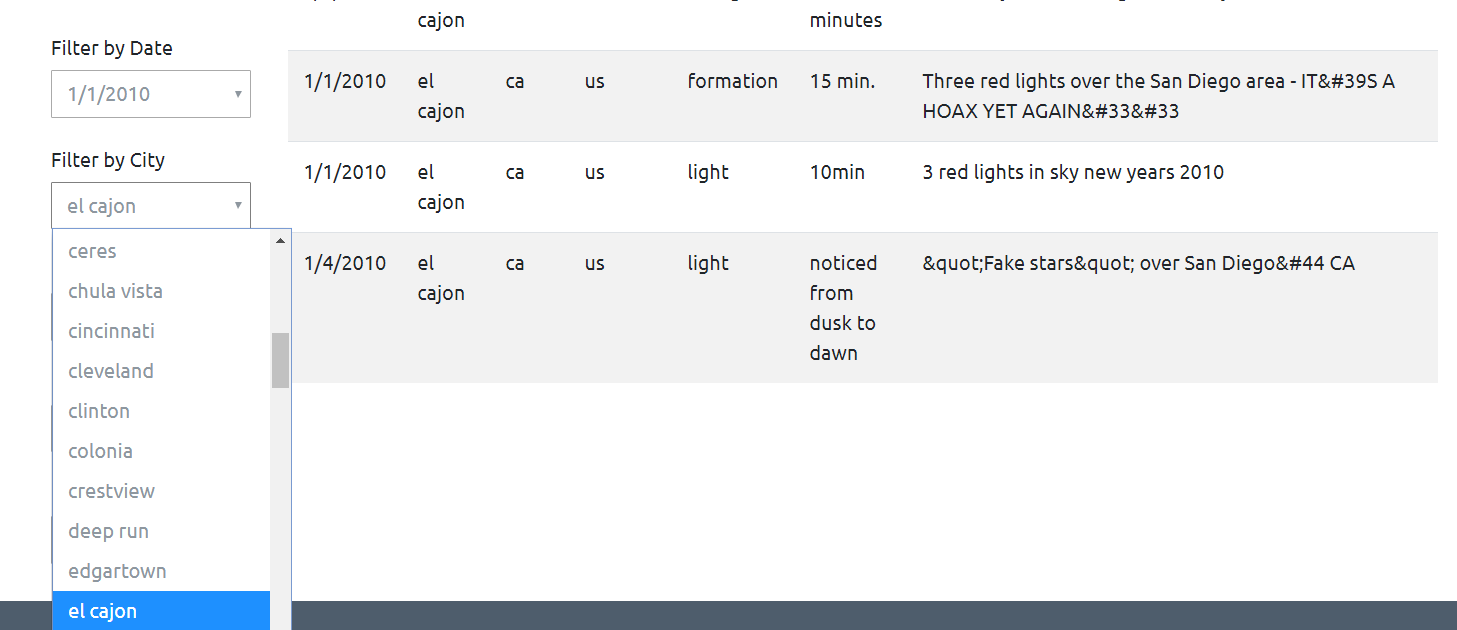 cajon minutes
Filter by Date
1/1/2010
Filter by City
el cajon
ceres
chula vista
cincinnati
cleveland
clinton
colonia
crestview
deep run
edgartown
el cajon
1/1/2010 el ca us formation 15 min. Three red lights over the San Diego area - IT&#39S A
cajon HOAX YET AGAIN&#33&#33
1/1/2010 el ca us light 10min 3 red lights in sky new years 2010
cajon
1/4/2010 el ca us light noticed &quot;Fake stars&quot; over San Diego&#44 CA
cajon from
dusk to
dawn